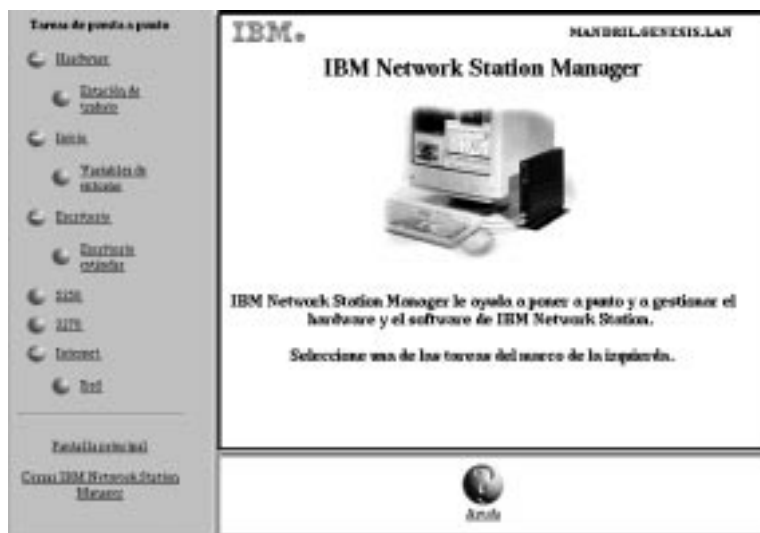 Tareas de puesta a punto
Hardware
Estación de
trabajo
Inicio
Variables de
entorno
Escritorio
Escritorio
estándar
5250
3270
Internet
Red
Pantalla principal
Cerrar IBM Network Station
Manager
IBM®
MANDRIL.GENESIS.LAN
IBM Network Station Manager
IBM Network Station Manager le ayuda a poner a punto y a gestionar el
hardware y el software de IBM Network Station.
Seleccione una de las tareas del marco de la izquierda.
Ayuda